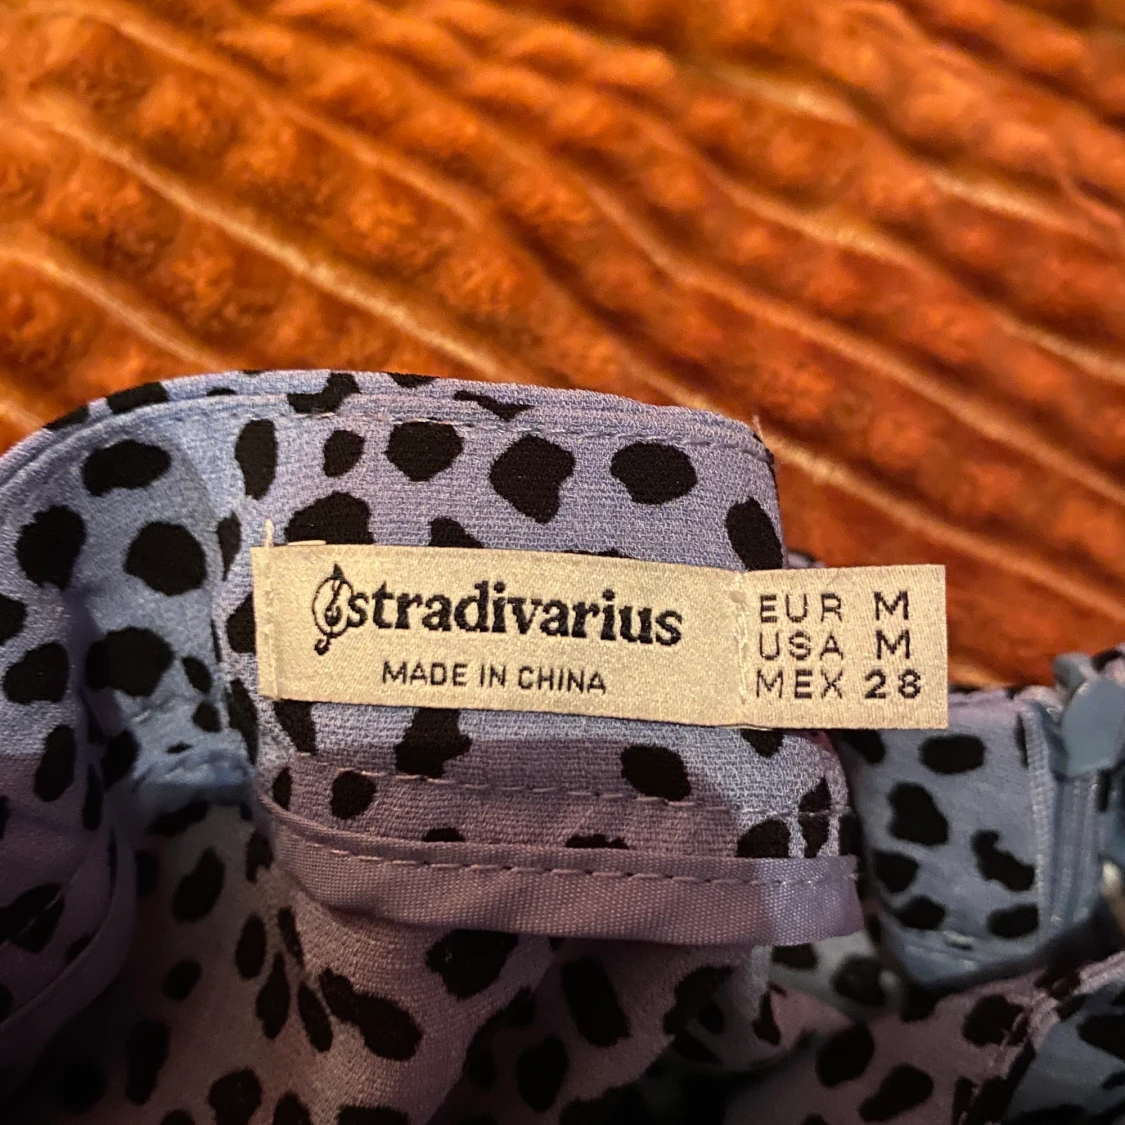 stradivarius
MADE IN CHINA
EUR M
USA M
MEX 28